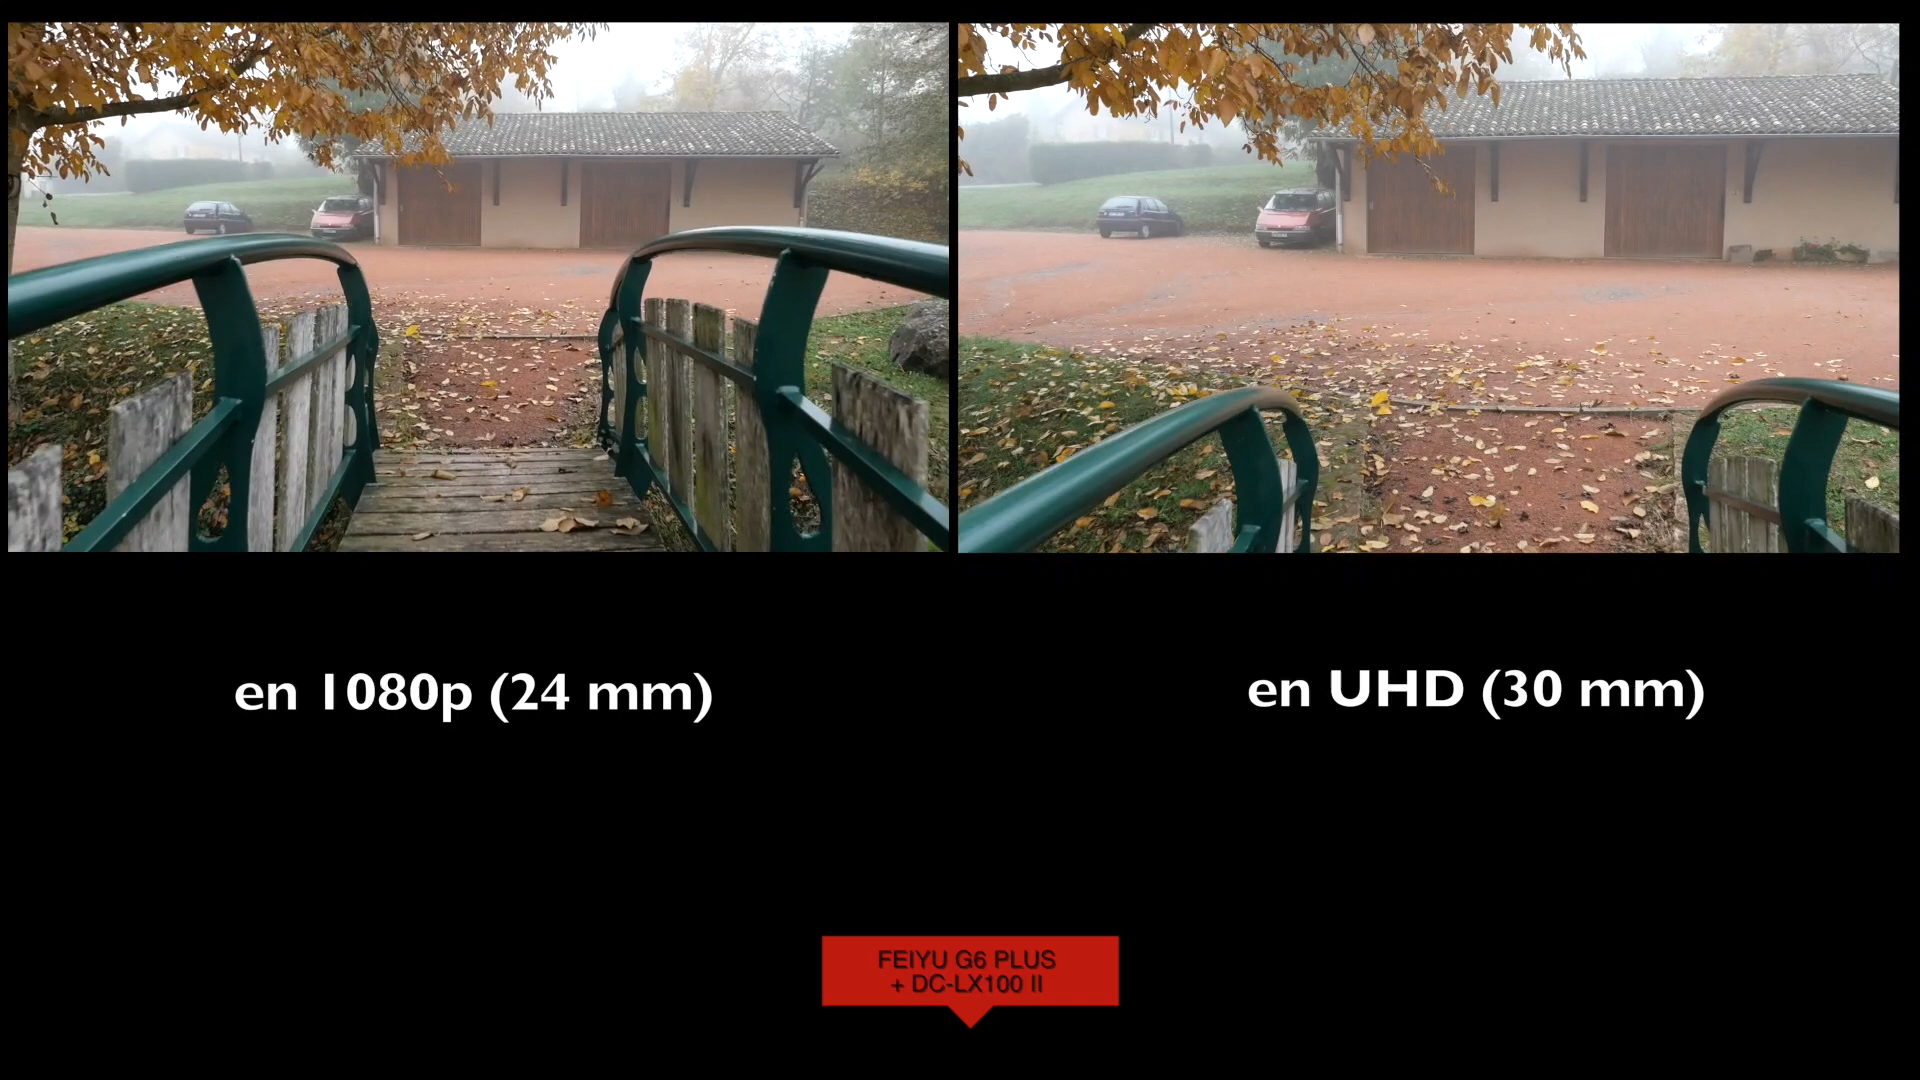 en 1080p (24 mm)
en UHD (30 mm)
FEIYU G6 PLUS
+ DC-LX100 II